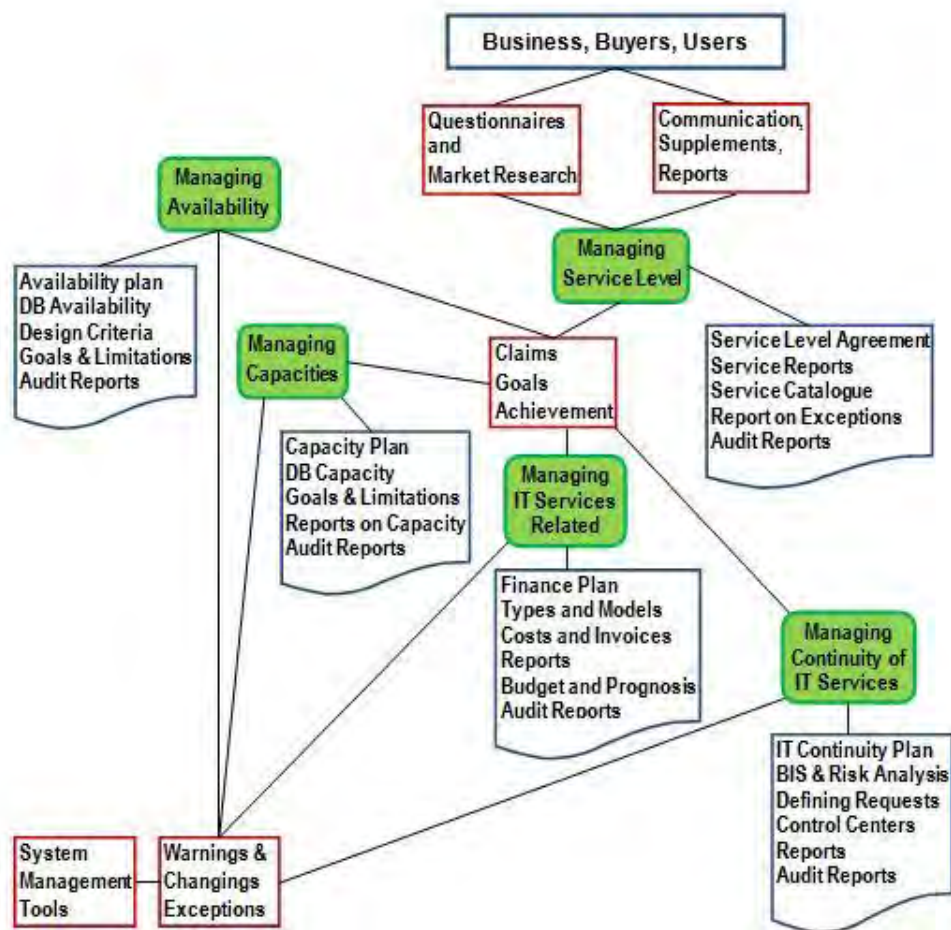 Business, Buyers, Users
Questionnaires
and
Market Research
Communication,
Supplements,
Reports
Managing
Availability
Managing
Service Level
Availability plan
DB Availability
Design Criteria
Goals & Limitations
Audit Reports
Managing
Capacities
Claims
Goals
Achievement
Service Level Agreement
Service Reports
Service Catalogue
Report on Exceptions
Audit Reports
Capacity Plan
DB Capacity
Goals & Limitations
Reports on Capacity
Audit Reports
Managing
IT Services
Related
Finance Plan
Types and Models
Costs and Invoices
Reports
Budget and Prognosis
Audit Reports
Managing
Continuity of
IT Services
IT Continuity Plan
BIS & Risk Analysis
Defining Requests
Control Centers
Reports
Audit Reports
System
Management
Tools
Warnings &
Changings
Exceptions